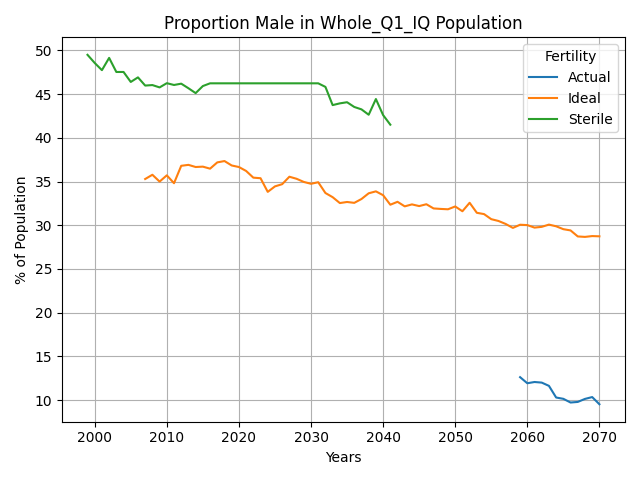 Proportion Male in Whole_Q1_IQ Population
% of Population
50
45
40
35
30
25
20
15
10
Fertility
Actual
Ideal
Sterile
2000 2010 2020 2030 2040 2050 2060 2070
Years